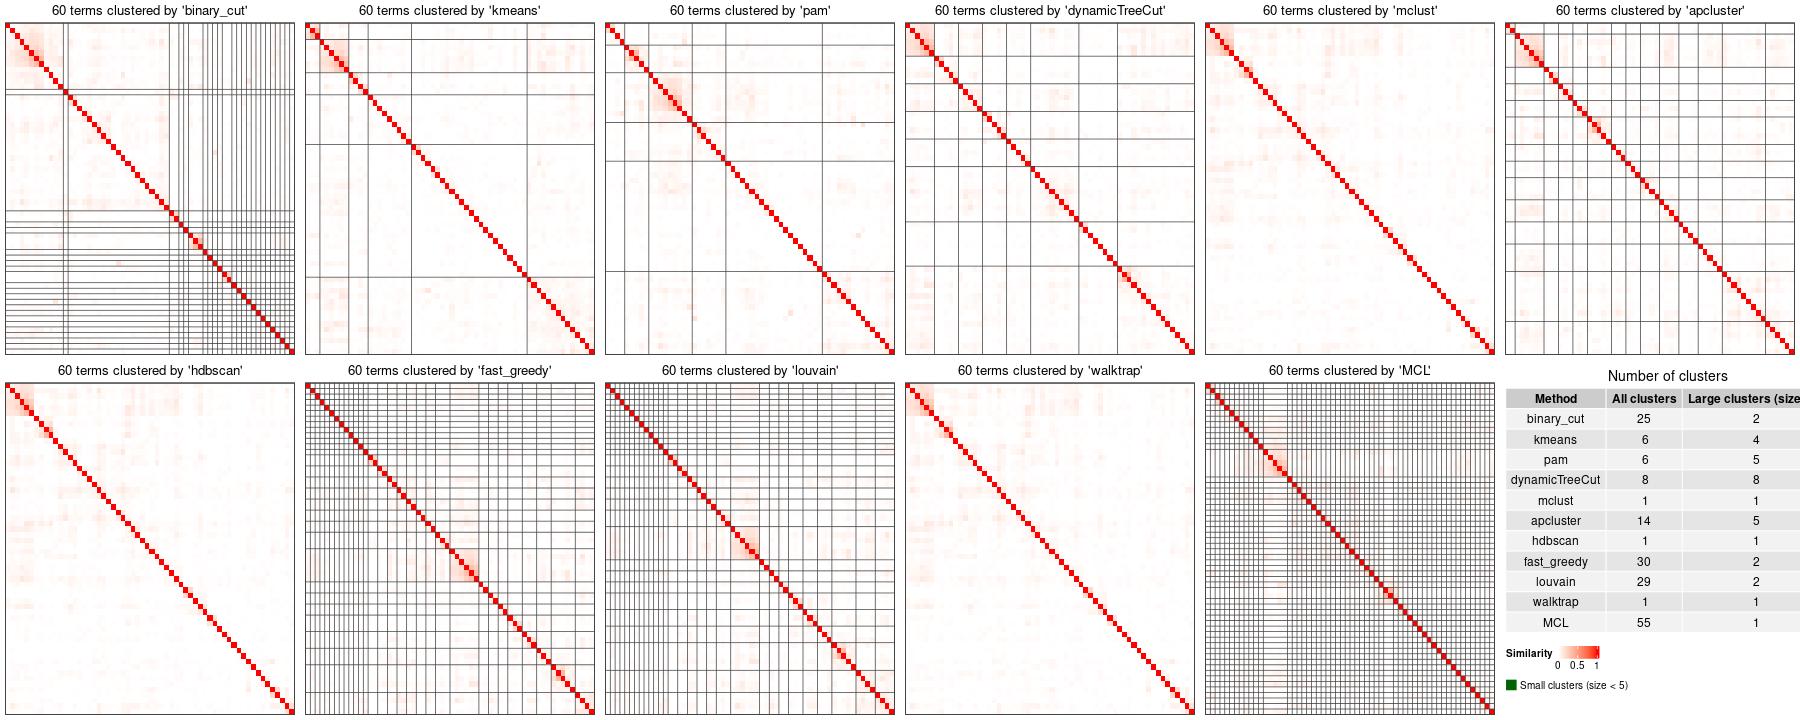 60 terms clustered by 'binary_cut'
60 terms clustered by 'kmeans'
60 terms clustered by 'pam'
60 terms clustered by 'dynamicTreeCut'
60 terms clustered by 'mclust'
60 terms clustered by 'apcluster'
60 terms clustered by 'hdbscan'
60 terms clustered by 'fast_greedy'
60 terms clustered by 'louvain'
60 terms clustered by 'walktrap'
60 terms clustered by 'MCL'
Number of clusters
Method All clusters Large clusters (size
binary_cut 25 2
kmeans 6 4
pam 6 5
dynamicTreeCut 8 8
mclust 1 1
apcluster 14 5
hdbscan 1 1
fast_greedy 30 2
louvain 29 2
walktrap 1 1
MCL 55 1
Similarity
0 0.5 1
Small clusters (size < 5)